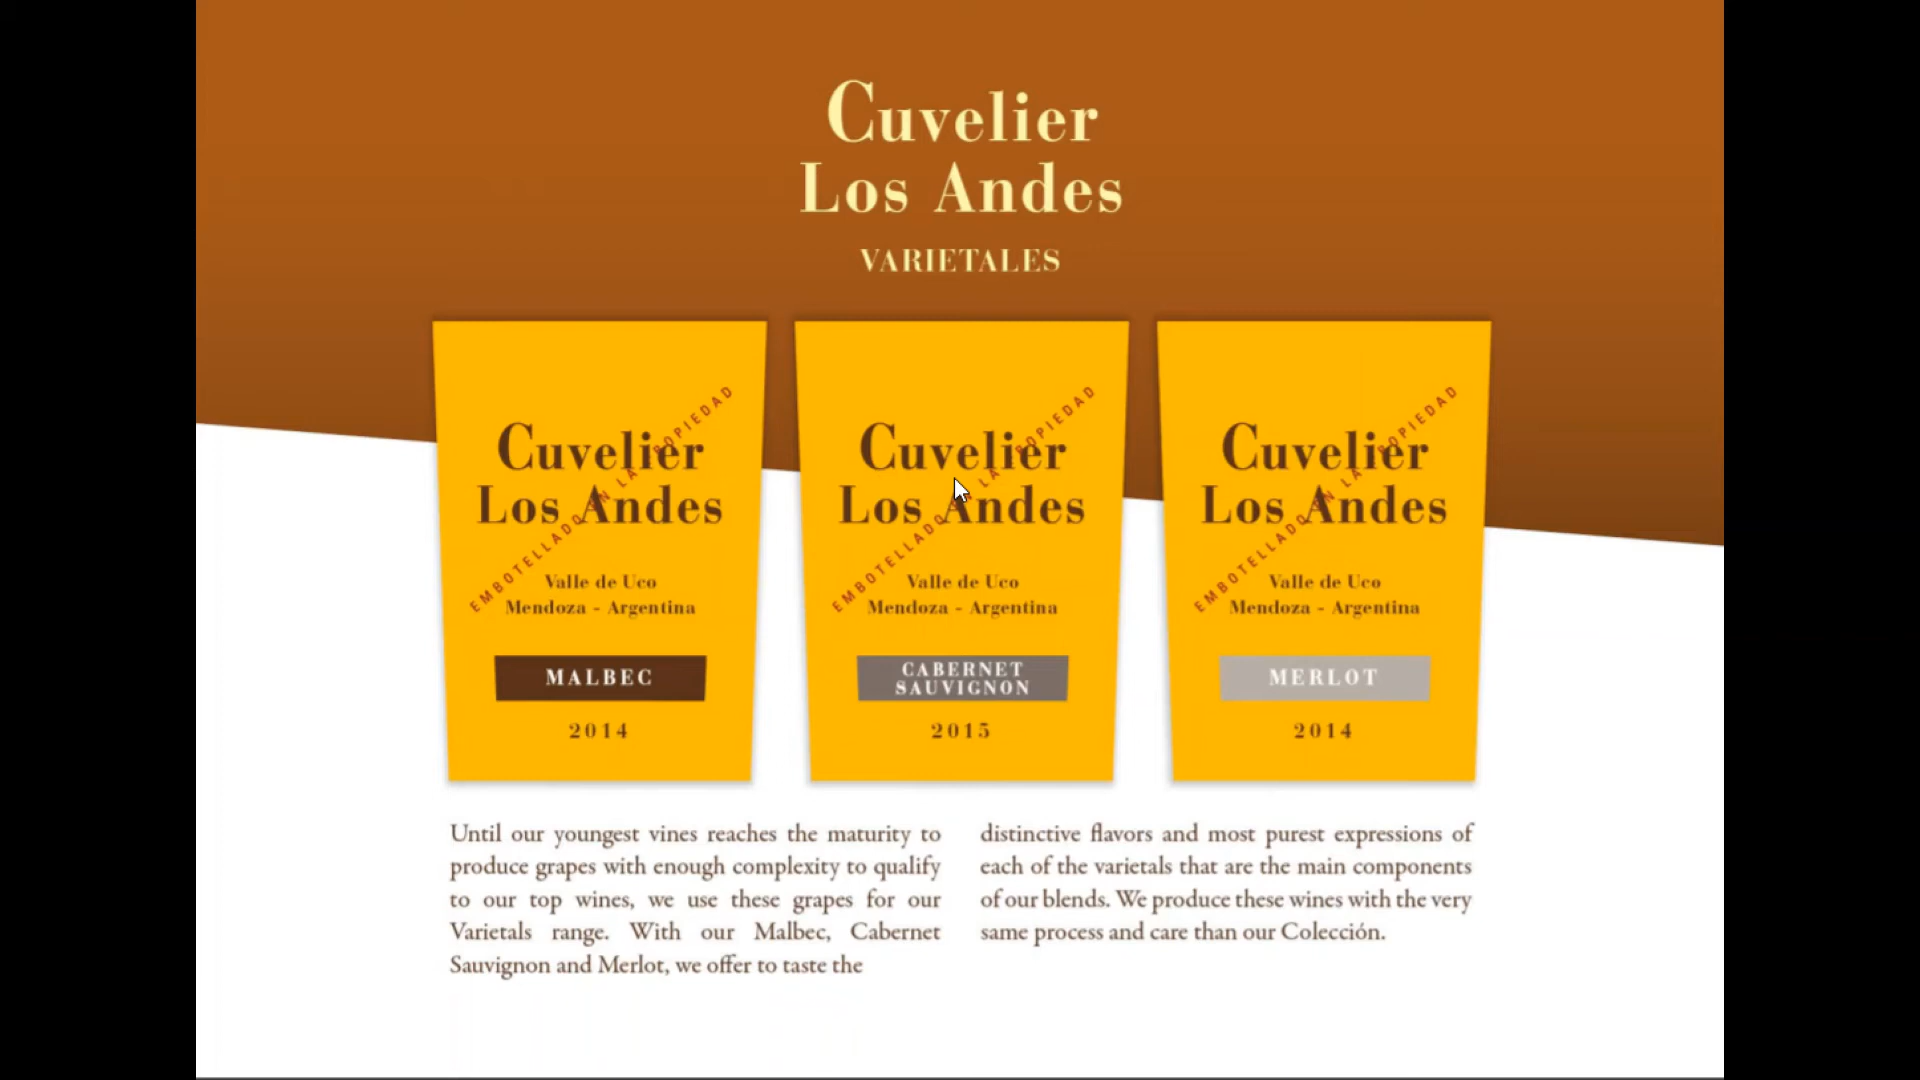 Cuvelier
Los Andes
VARIETALES
Cuvelier
Los Andes
EMBOTELLADO EN LA PROPIEDAD
Valle de Uco
Mendoza - Argentina
MALBEC
2014
Cuvelier
Los Andes
EMBOTELLADO EN LA PROPIEDAD
Valle de Uco
Mendoza - Argentina
CABERNET
SAUVIGNON
2015
Cuvelier
Los Andes
EMBOTELLADO EN LA PROPIEDAD
Valle de Uco
Mendoza - Argentina
MERLOT
2014
Until our youngest vines reaches the maturity to
produce grapes with enough complexity to qualify
to our top wines, we use these grapes for our
Varietals range. With our Malbec, Cabernet
Sauvignon and Merlot, we offer to taste the
distinctive flavors and most purest expressions of
each of the varietals that are the main components
of our blends. We produce these wines with the very
same process and care than our Colección.